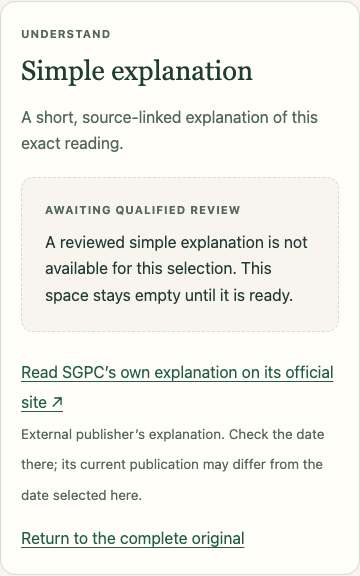 UNDERSTAND
Simple explanation
A short, source-linked explanation of this
exact reading.
AWAITING QUALIFIED REVIEW
A reviewed simple explanation is not
available for this selection. This
space stays empty until it is ready.
Read SGPC’s own explanation on its official
site ↗
External publisher’s explanation. Check the date
there; its current publication may differ from the
date selected here.
Return to the complete original